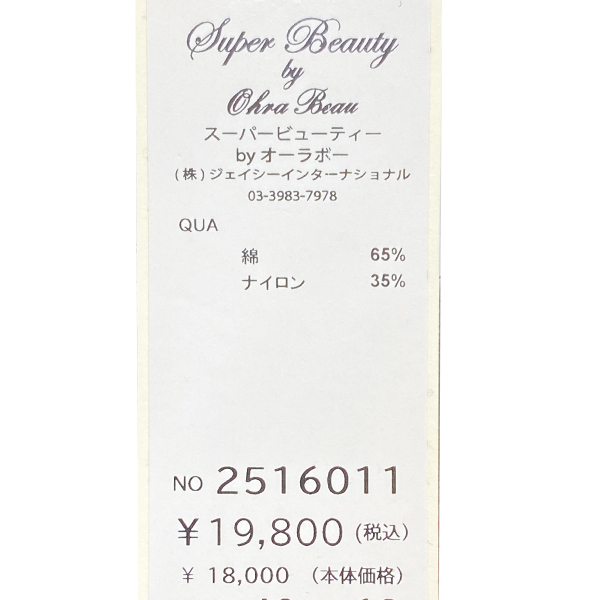 Super Beauty
by
Ohra Beau
スーパービューティー
by オーラボー
(株)ジェイシーインターナショナル
03-3983-7978
QUA
綿 65%
ナイロン 35%
NO 2516011
¥19,800(税込)
¥ 18,000 (本体価格)